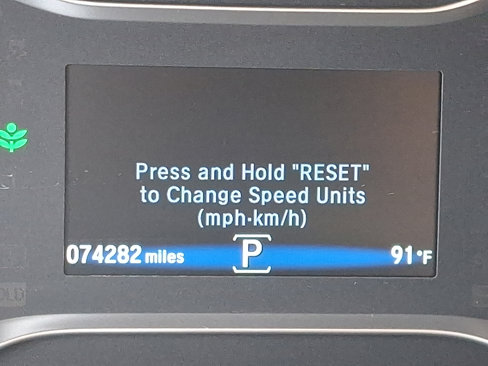 Press and Hold "RESET"
to Change Speed Units
(mph·km/h)
074282 miles P 91°F